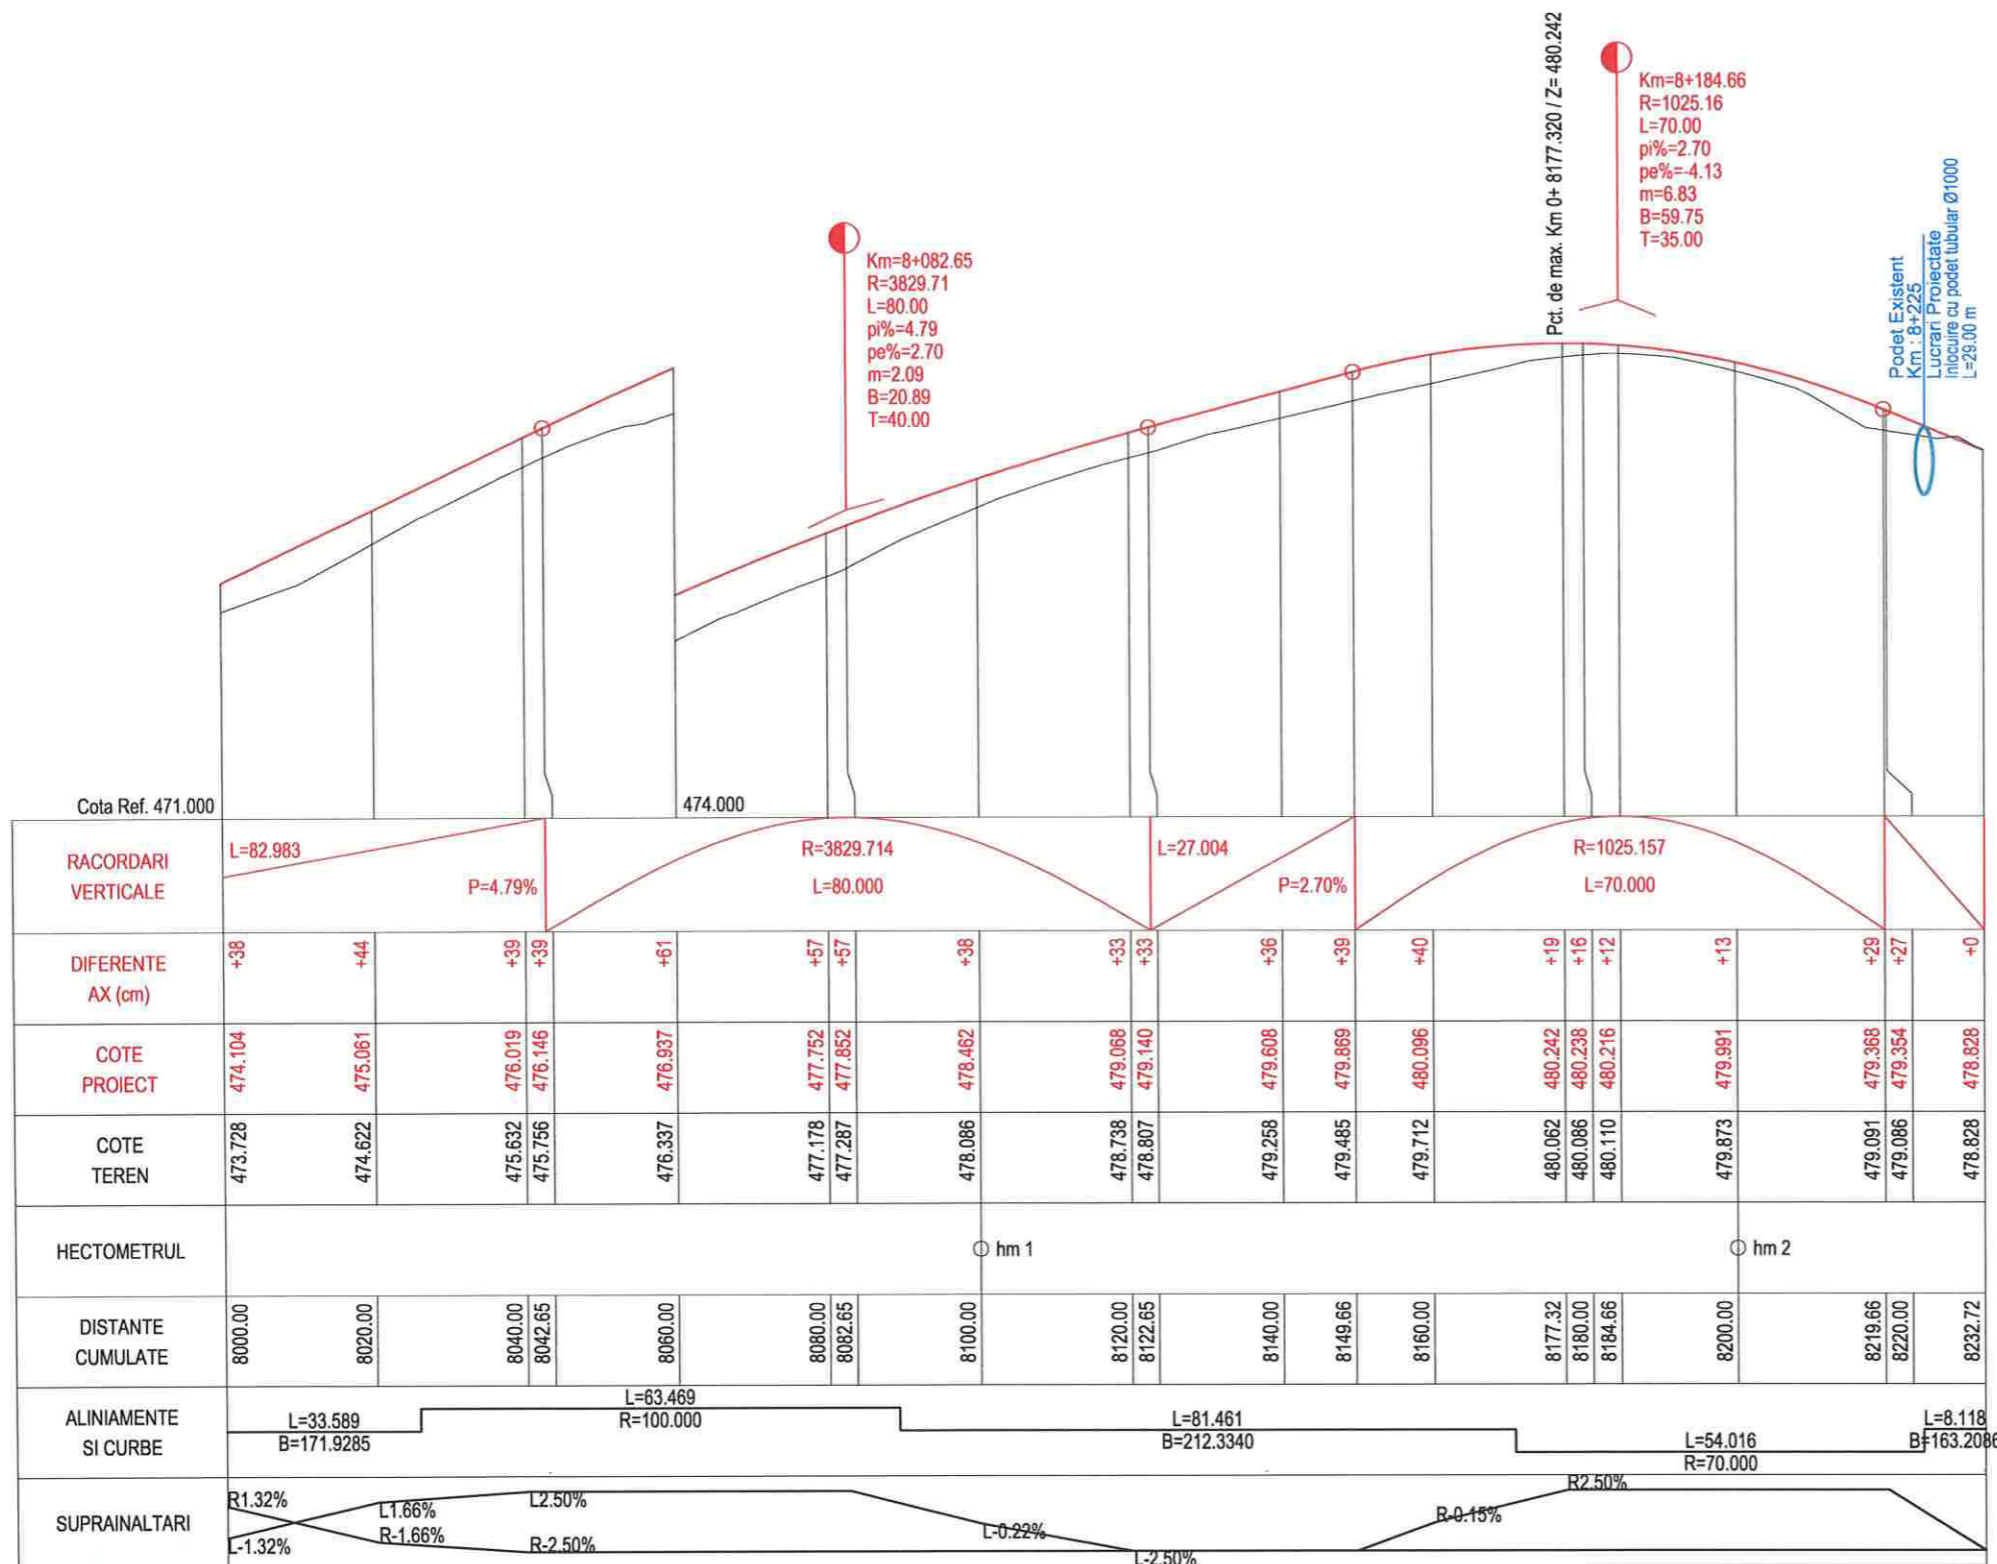 Pct. de max. Km 0+ 8177.320 / Z= 480.242
Km=8+184.66
R=1025.16
L=70.00
pi%=2.70
pe%=-4.13
m=6.83
B=59.75
T=35.00
Km=8+082.65
R=3829.71
L=80.00
pi%=4.79
pe%=2.70
m=2.09
B=20.89
T=40.00
Podet Existent
Km : 8+225
Lucrari Proiectate
Inlocuire cu podet tubular Ø1000
L=29.00 m
Cota Ref. 471.000
474.000
RACORDARI
VERTICALE
L=82.983
P=4.79%
R=3829.714
L=80.000
L=27.004
P=2.70%
R=1025.157
L=70.000
DIFERENTE
AX (cm)
+38 +44 +39 +39 +61 +57 +57 +38 +33 +33 +36 +39 +40 +19 +16 +12 +13 +29 +27 +0
COTE
PROIECT
474.104 475.061 476.019 476.146 476.937 477.752 477.852 478.462 479.068 479.140 479.608 479.869 480.096 480.242 480.238 480.216 479.991 479.368 479.354 478.828
COTE
TEREN
473.728 474.622 475.632 475.756 476.337 477.178 477.287 478.086 478.738 478.807 479.258 479.485 479.712 480.062 480.086 480.110 479.873 479.091 479.086 478.828
HECTOMETRUL
hm 1
hm 2
DISTANTE
CUMULATE
8000.00 8020.00 8040.00 8042.65 8060.00 8080.00 8082.65 8100.00 8120.00 8122.65 8140.00 8149.66 8160.00 8177.32 8180.00 8184.66 8200.00 8219.66 8220.00 8232.72
ALINIAMENTE
SI CURBE
L=33.589
B=171.9285
L=63.469
R=100.000
L=81.461
B=212.3340
L=54.016
R=70.000
L=8.118
B=163.2086
SUPRAINALTARI
R1.32%
L-1.32%
L1.66%
R-1.66%
L2.50%
R-2.50%
L-0.22%
L-2.50%
R-0.15%
R2.50%